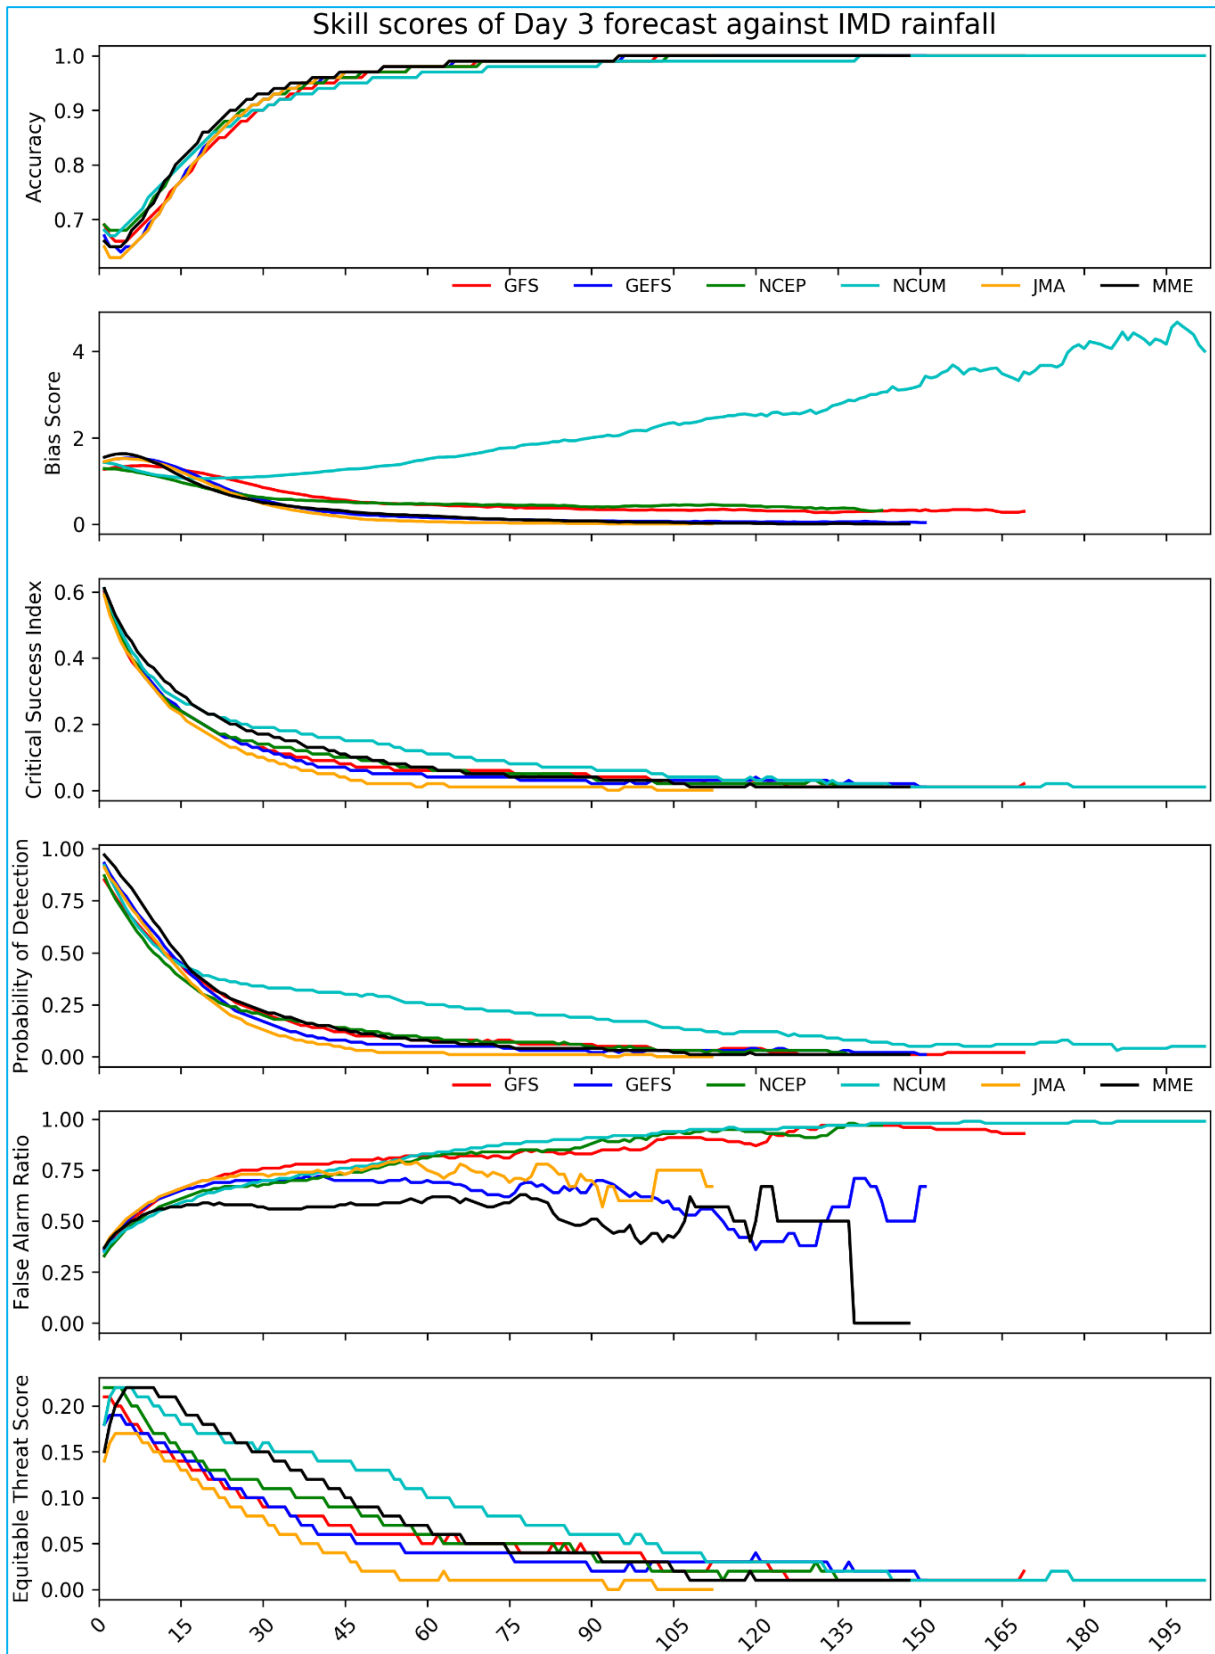 Skill scores of Day 3 forecast against IMD rainfall
Accuracy
1.0
0.9
0.8
0.7
GFS GEFS NCEP NCUM JMA MME
Bias Score
4
2
0
Critical Success Index
0.6
0.4
0.2
0.0
Probability of Detection
1.00
0.75
0.50
0.25
0.00
GFS GEFS NCEP NCUM JMA MME
False Alarm Ratio
1.00
0.75
0.50
0.25
0.00
Equitable Threat Score
0.20
0.15
0.10
0.05
0.00
0 15 30 45 60 75 90 105 120 135 150 165 180 195